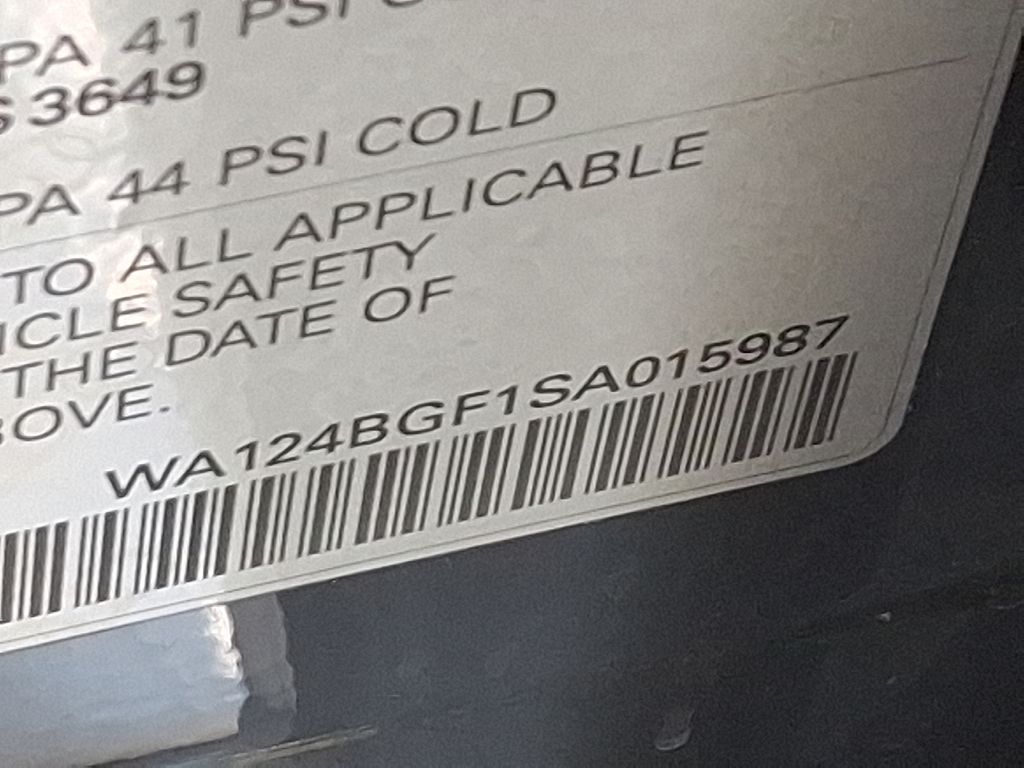 PA 41 PSI
3649
PA 44 PSI COLD
TO ALL APPLICABLE
ICLE SAFETY
THE DATE OF
OVE.
WA124BGF1SA015987